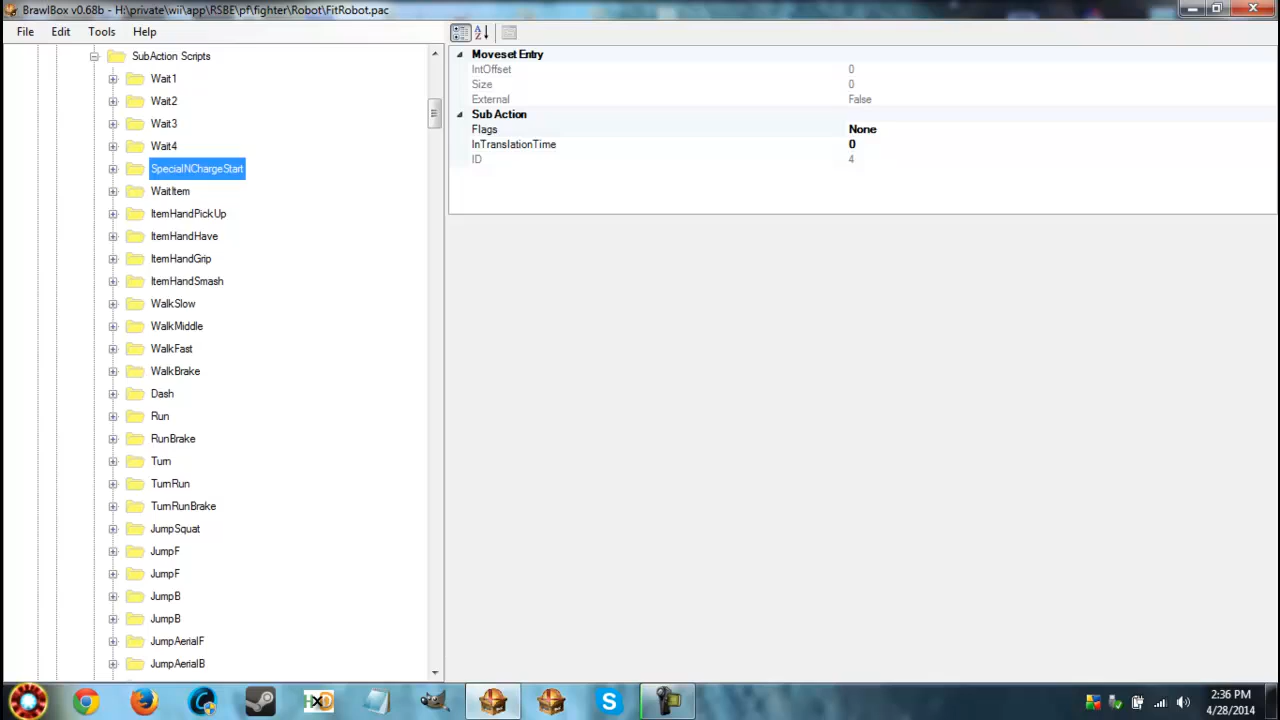 BrawlBox v0.68b - H:\private\wii\app\RSBE\pf\fighter\Robot\FitRobot.pac
File Edit Tools Help
SubAction Scripts
Wait1
Wait2
Wait3
Wait4
SpecialNChargeStart
WaitItem
ItemHandPickUp
ItemHandHave
ItemHandGrip
ItemHandSmash
WalkSlow
WalkMiddle
WalkFast
WalkBrake
Dash
Run
RunBrake
Turn
TurnRun
TurnRunBrake
JumpSquat
JumpF
JumpF
JumpB
JumpB
JumpAerialF
JumpAerialB
Moveset Entry
IntOffset 0
Size 0
External False
Sub Action
Flags None
InTranslationTime 0
ID 4
HXD
2:36 PM
4/28/2014